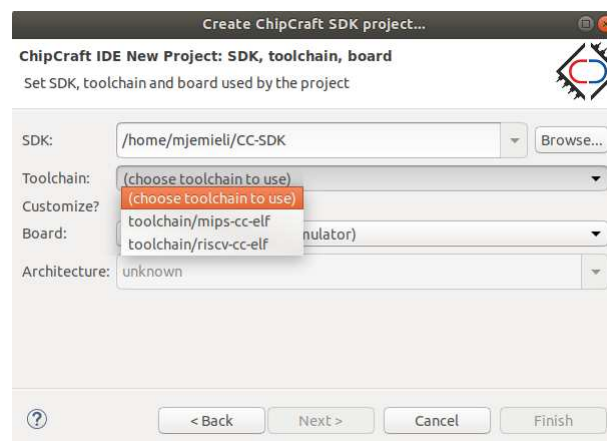 Create ChipCraft SDK project...
ChipCraft IDE New Project: SDK, toolchain, board
Set SDK, toolchain and board used by the project
SDK: /home/mjemieli/CC-SDK Browse...
Toolchain: (choose toolchain to use)
(choose toolchain to use)
Customize?
toolchain/mips-cc-elf
Board:
toolchain/riscv-cc-elf
Architecture: unknown
? < Back Next > Cancel Finish